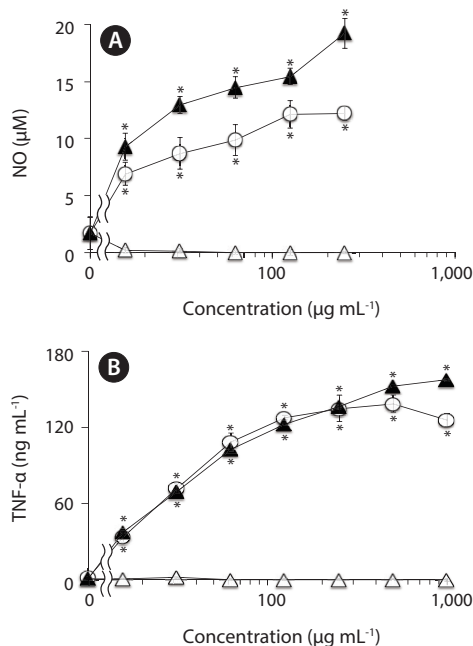 A
20
15
10
5
0
NO (μM)
* * * * *
* * * * *
0 100 1,000
Concentration (μg mL⁻¹)
B
180
120
60
0
TNF-α (ng mL⁻¹)
* * * * * * *
* * * * * * *
0 100 1,000
Concentration (μg mL⁻¹)